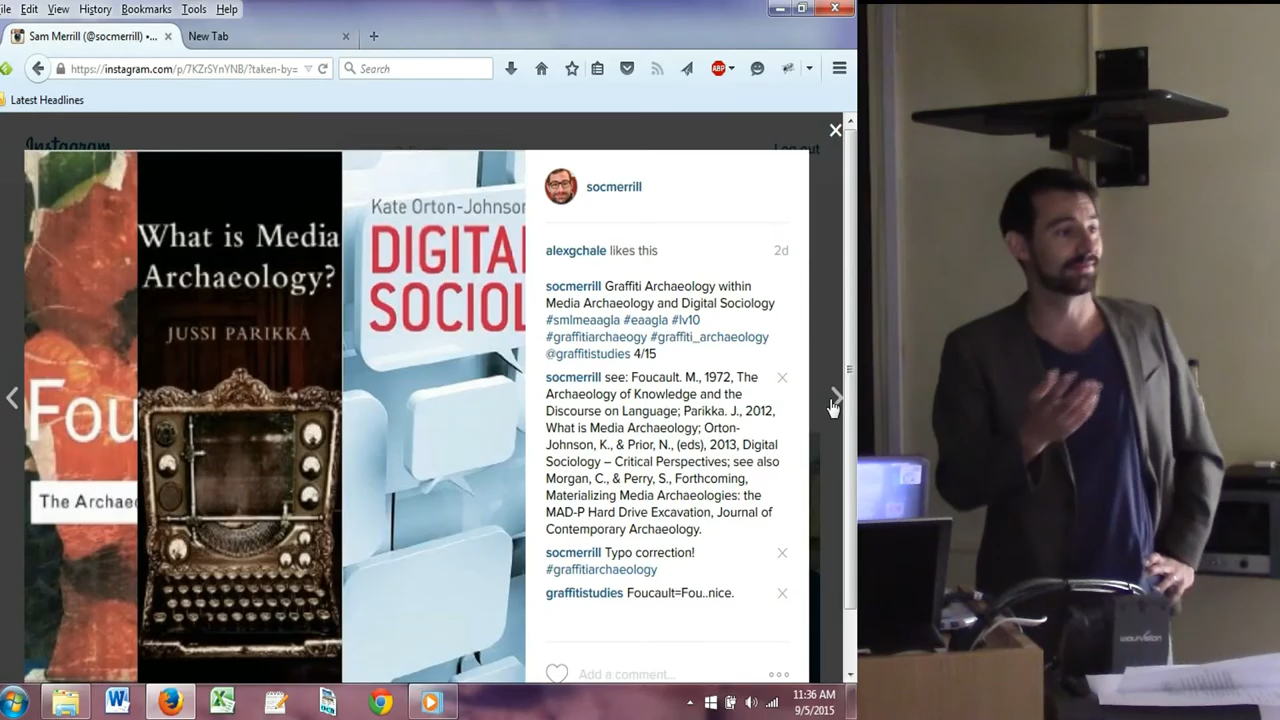 ile Edit View History Bookmarks Tools Help
Sam Merrill (@socmerrill) •...
New Tab
https://instagram.com/p/7KZrSYnYNB/?taken-by=
Search
ABP
Latest Headlines
Instagram
Log out
What is Media
Archaeology?
JUSSI PARIKKA
Fou
The Archae
Kate Orton-Johnson
DIGITA
SOCIOL
socmerrill
alexgchale likes this 2d
socmerrill Graffiti Archaeology within
Media Archaeology and Digital Sociology
#smlmeaagla #eaagla #lv10
#graffitiarchaeogy #graffiti_archaeology
@graffitistudies 4/15
socmerrill see: Foucault. M., 1972, The
Archaeology of Knowledge and the
Discourse on Language; Parikka. J., 2012,
What is Media Archaeology; Orton-
Johnson, K., & Prior, N., (eds), 2013, Digital
Sociology – Critical Perspectives; see also
Morgan, C., & Perry, S., Forthcoming,
Materializing Media Archaeologies: the
MAD-P Hard Drive Excavation, Journal of
Contemporary Archaeology.
socmerrill Typo correction!
#graffitiarchaeology
graffitistudies Foucault=Fou..nice.
Add a comment...
11:36 AM
9/5/2015
wolfvision